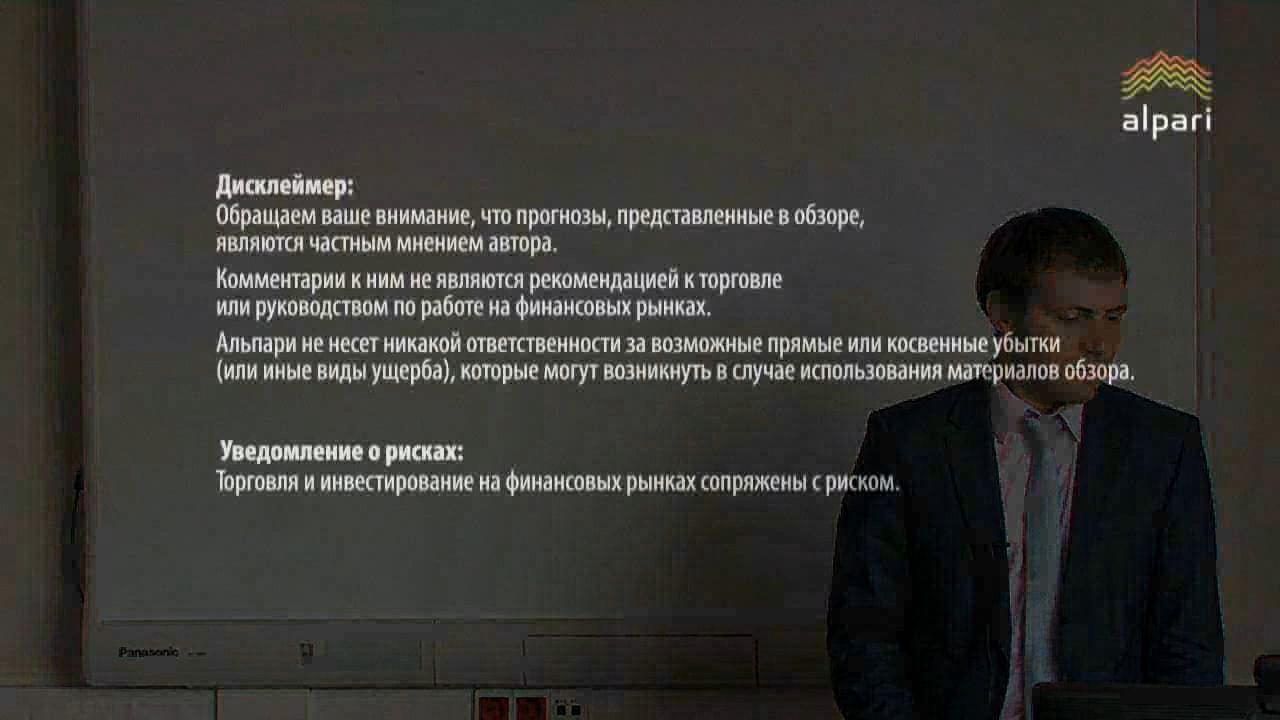 alpari
Дисклеймер:
Обращаем ваше внимание, что прогнозы, представленные в обзоре,
являются частным мнением автора.
Комментарии к ним не являются рекомендацией к торговле
или руководством по работе на финансовых рынках.
Альпари не несет никакой ответственности за возможные прямые или косвенные убытки
(или иные виды ущерба), которые могут возникнуть в случае использования материалов обзора.
Уведомление о рисках:
Торговля и инвестирование на финансовых рынках сопряжены с риском.
Panasonic